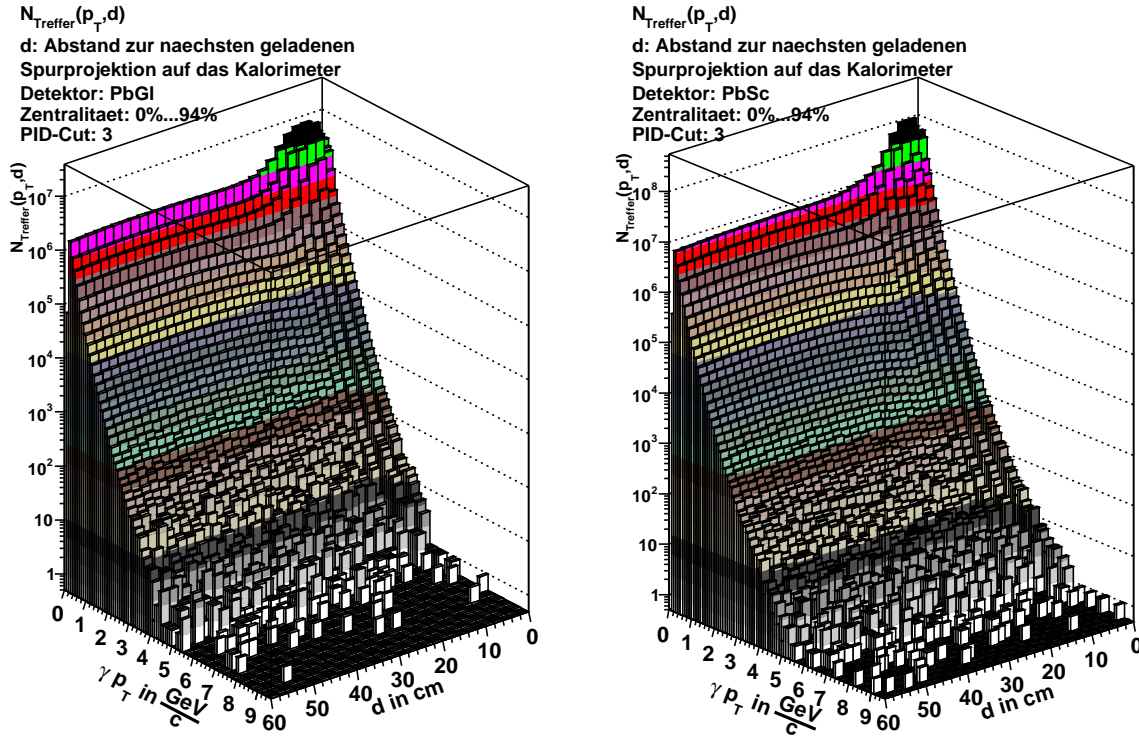 N_Treffer(p_T,d)
d: Abstand zur naechsten geladenen
Spurprojektion auf das Kalorimeter
Detektor: PbGl
Zentralitaet: 0%...94%
PID-Cut: 3
N_Treffer(p_T,d)
10^7
10^6
10^5
10^4
10^3
10^2
10
1
0 1 2 3 4 5 6 7 8 9
γ p_T in GeV/c
60 50 40 30 20 10 0
d in cm
N_Treffer(p_T,d)
d: Abstand zur naechsten geladenen
Spurprojektion auf das Kalorimeter
Detektor: PbSc
Zentralitaet: 0%...94%
PID-Cut: 3
N_Treffer(p_T,d)
10^8
10^7
10^6
10^5
10^4
10^3
10^2
10
1
0 1 2 3 4 5 6 7 8 9
γ p_T in GeV/c
60 50 40 30 20 10 0
d in cm